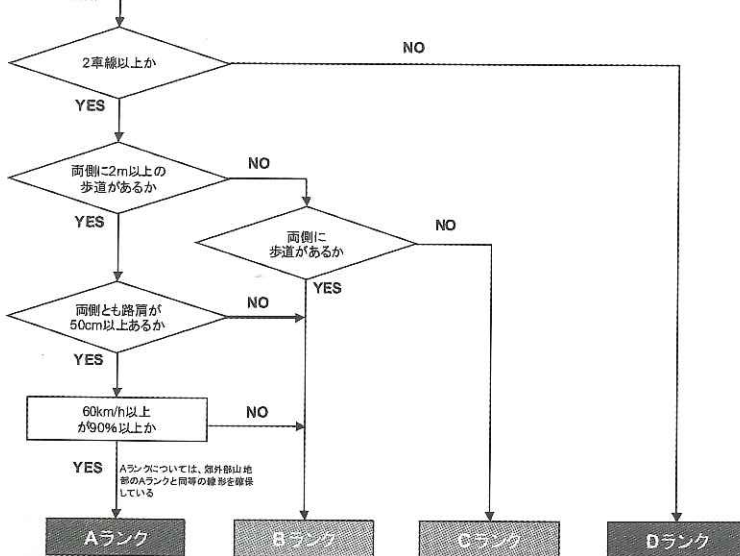 2車線以上か
NO
YES
両側に2m以上の
歩道があるか
NO
YES
両側に
歩道があるか
NO
YES
両側とも路肩が
50cm以上あるか
NO
YES
60km/h以上
が90%以上か
NO
YES
Aランクについては、郊外部山地
部のAランクと同等の線形を確保
している
Aランク
Bランク
Cランク
Dランク